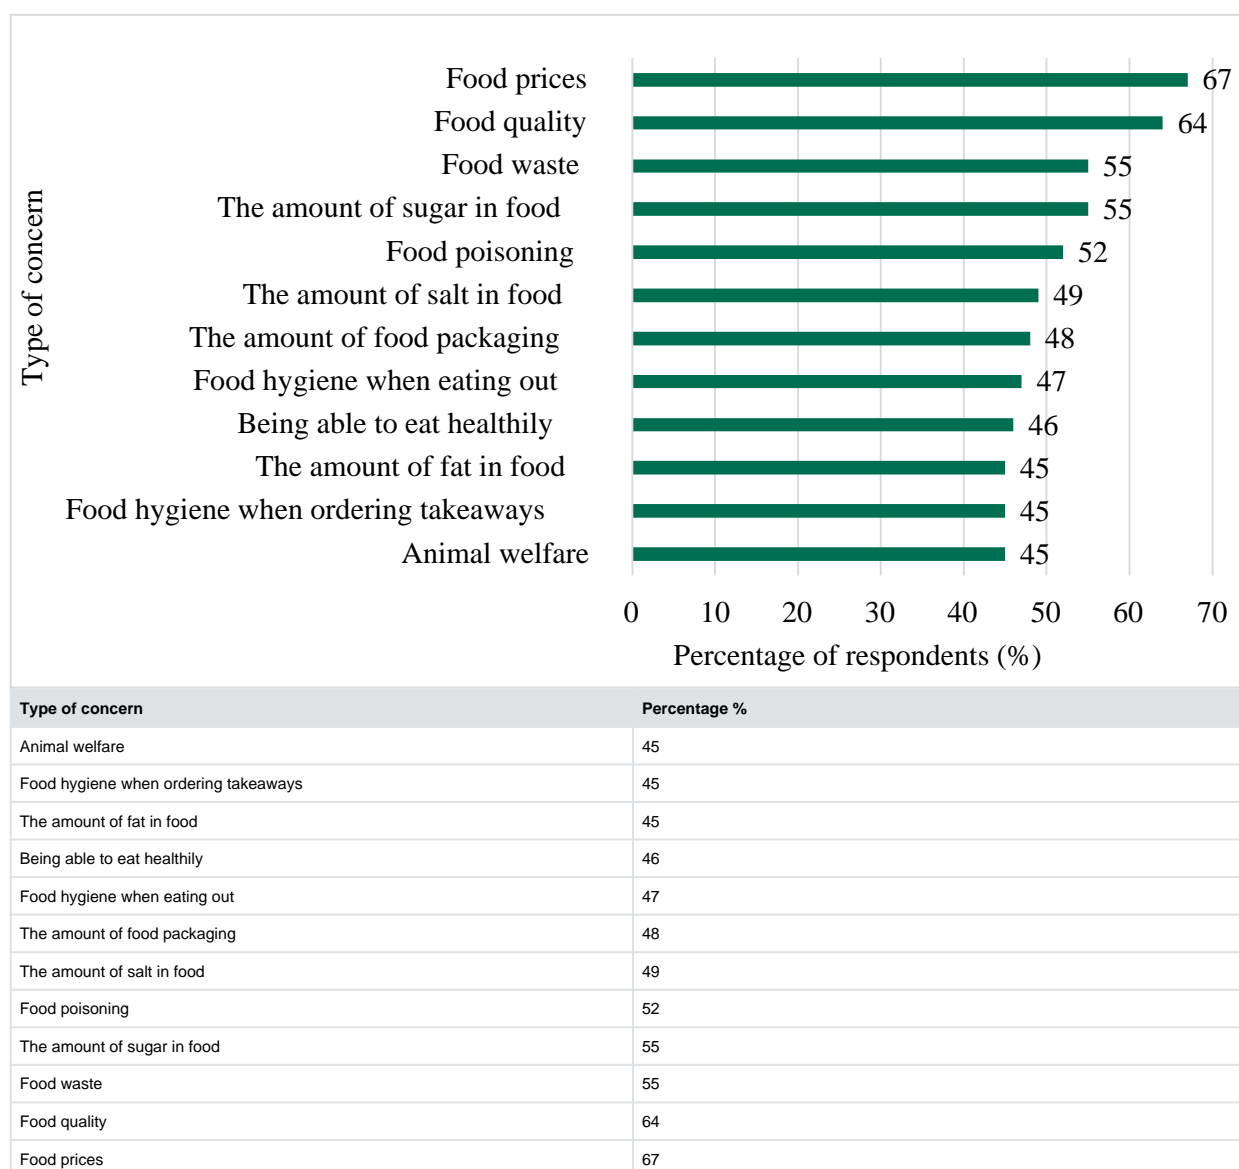 Food prices 67
Food quality 64
Food waste 55
The amount of sugar in food 55
Food poisoning 52
The amount of salt in food 49
The amount of food packaging 48
Food hygiene when eating out 47
Being able to eat healthily 46
The amount of fat in food 45
Food hygiene when ordering takeaways 45
Animal welfare 45
Type of concern
0 10 20 30 40 50 60 70
Percentage of respondents (%)
Type of concern Percentage %
Animal welfare 45
Food hygiene when ordering takeaways 45
The amount of fat in food 45
Being able to eat healthily 46
Food hygiene when eating out 47
The amount of food packaging 48
The amount of salt in food 49
Food poisoning 52
The amount of sugar in food 55
Food waste 55
Food quality 64
Food prices 67